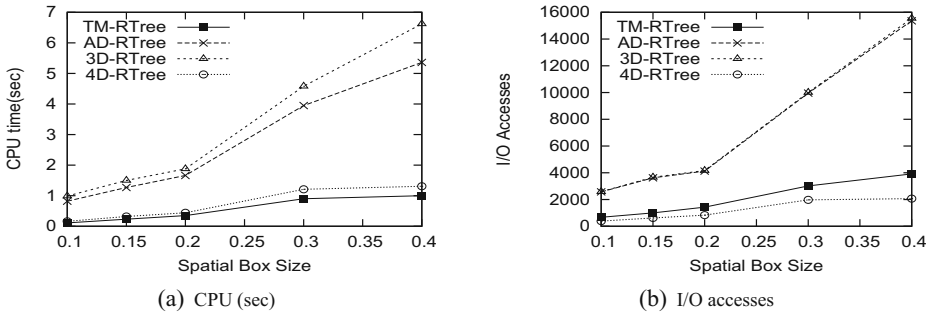 TM-RTree
AD-RTree
3D-RTree
4D-RTree
7
6
5
4
3
2
1
0
CPU time(sec)
0.1 0.15 0.2 0.25 0.3 0.35 0.4
Spatial Box Size
(a) CPU (sec)
TM-RTree
AD-RTree
3D-RTree
4D-RTree
16000
14000
12000
10000
8000
6000
4000
2000
0
I/O Accesses
0.1 0.15 0.2 0.25 0.3 0.35 0.4
Spatial Box Size
(b) I/O accesses